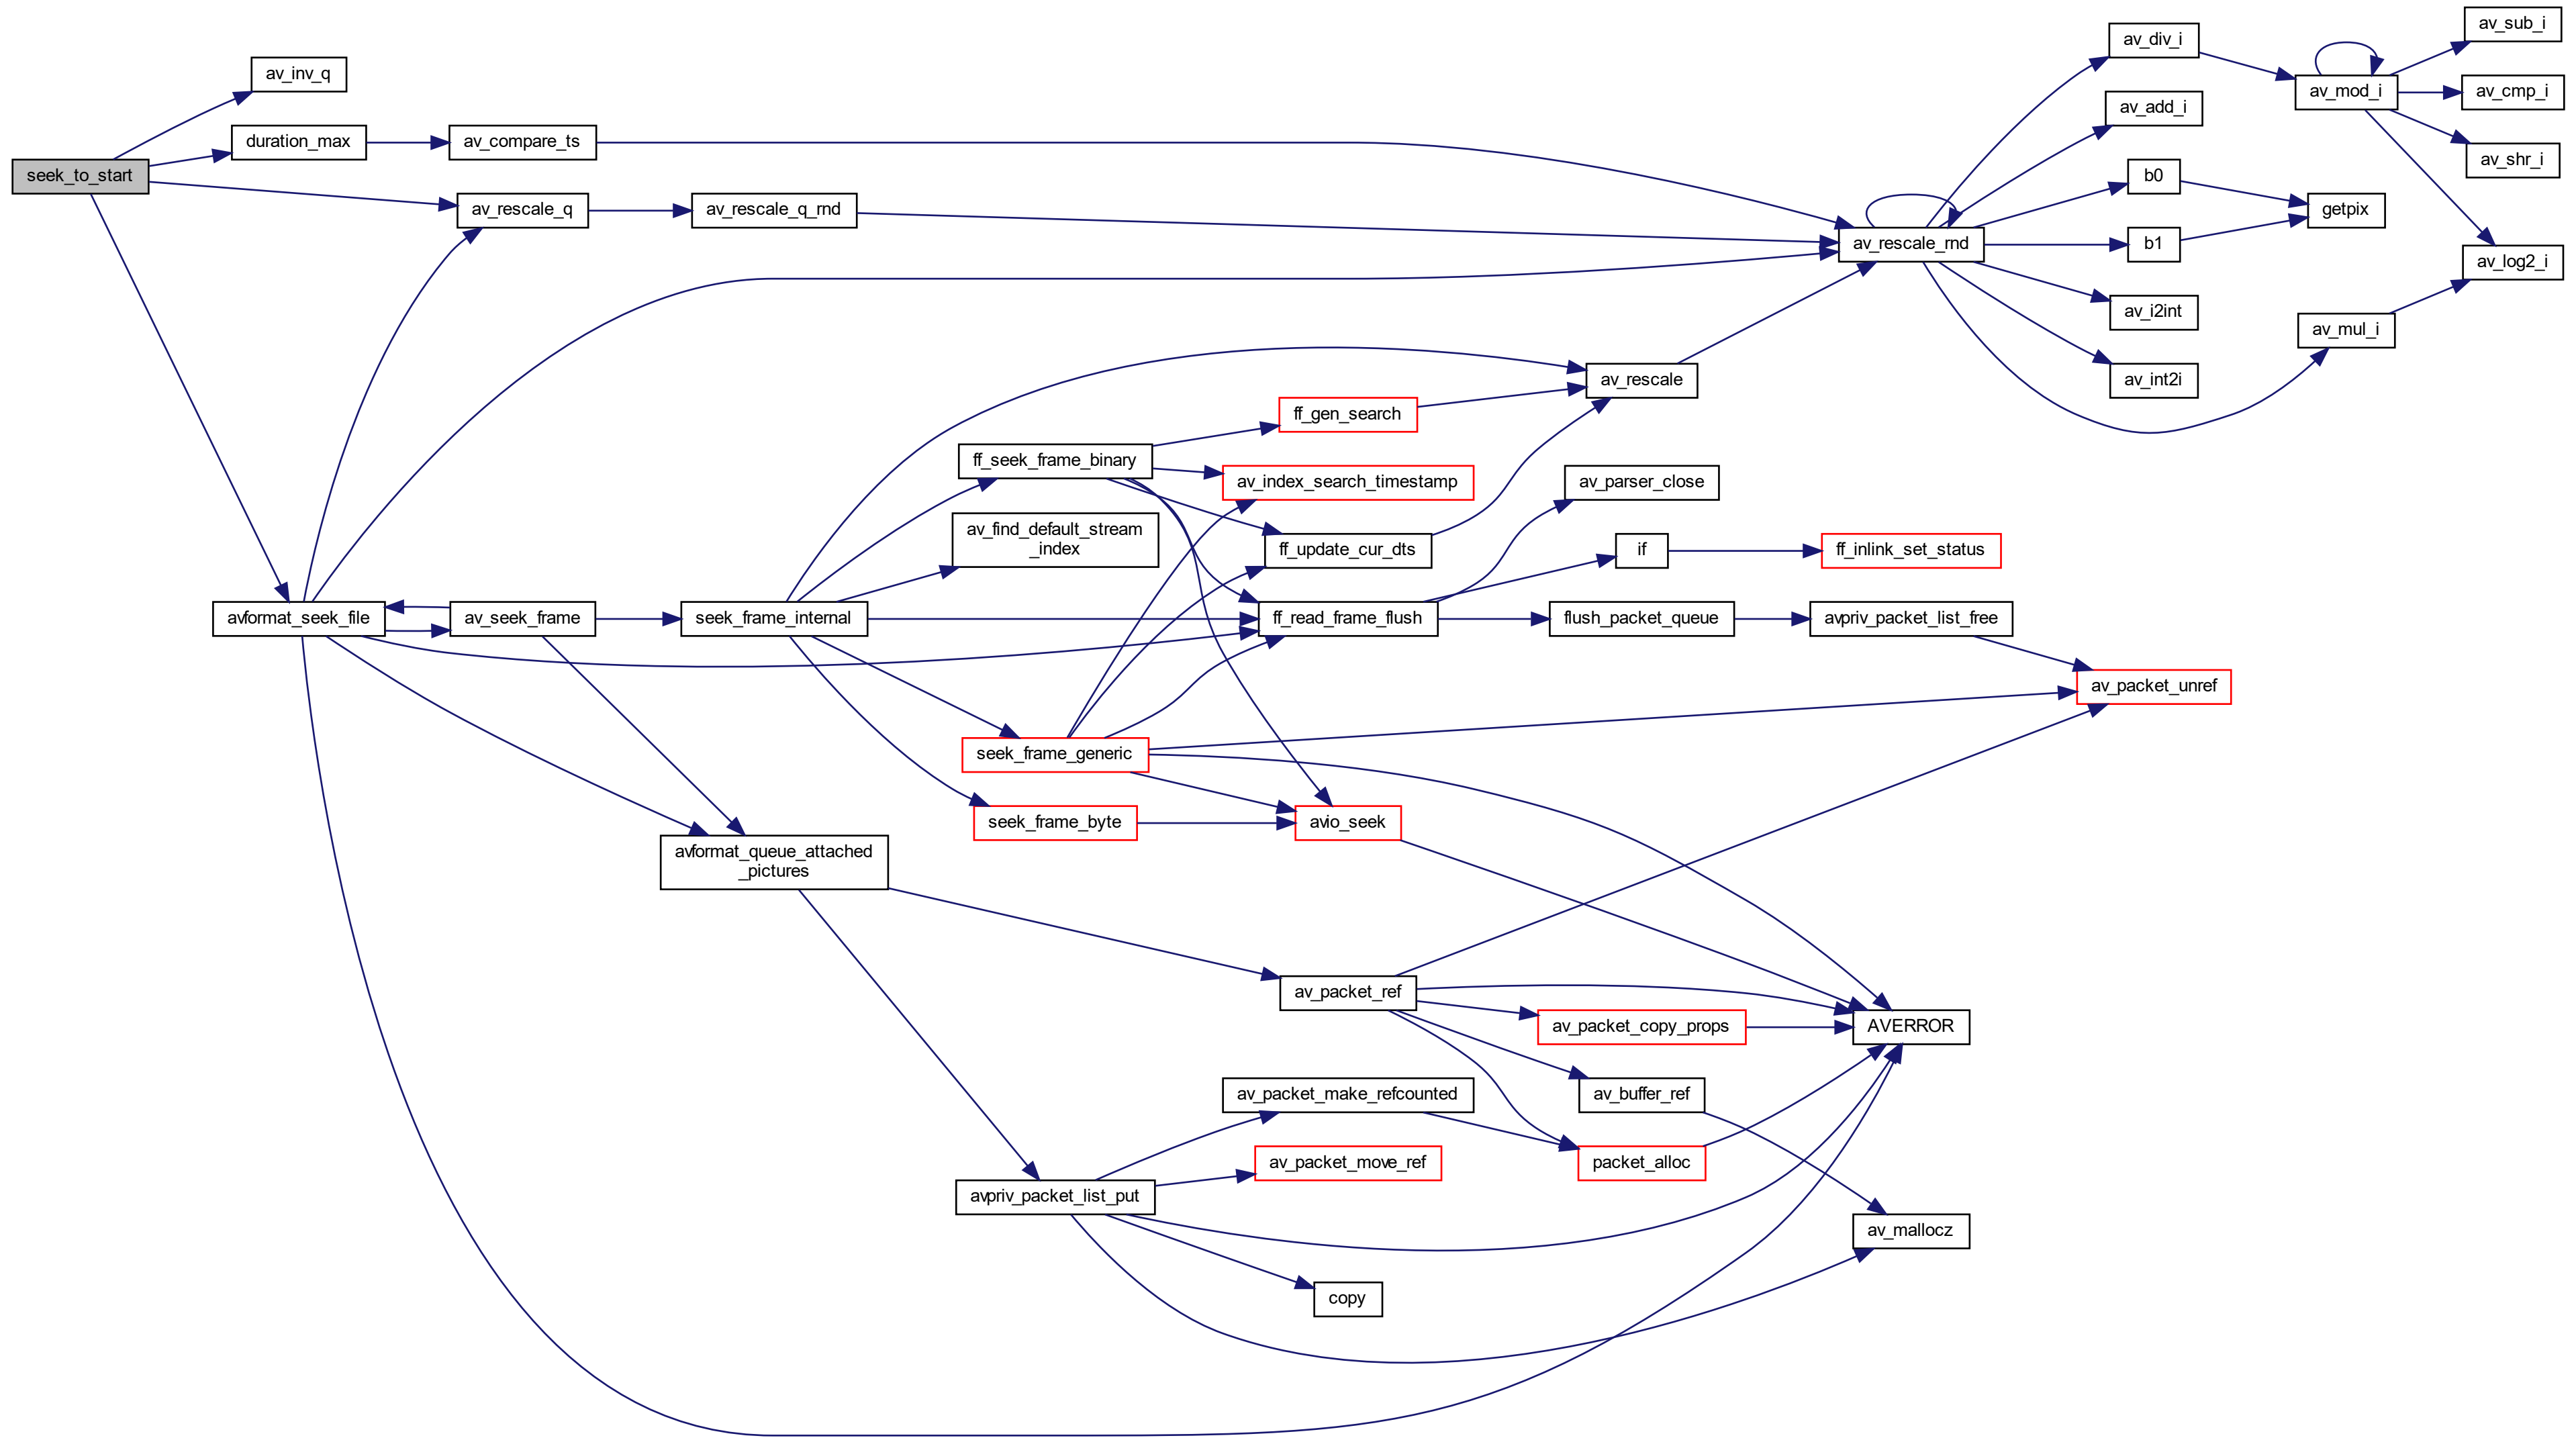 seek_to_start
av_inv_q
duration_max
av_compare_ts
av_rescale_q
av_rescale_q_rnd
avformat_seek_file
av_seek_frame
seek_frame_internal
avformat_queue_attached
_pictures
ff_seek_frame_binary
av_find_default_stream
_index
seek_frame_generic
seek_frame_byte
avpriv_packet_list_put
ff_gen_search
av_index_search_timestamp
ff_update_cur_dts
ff_read_frame_flush
avio_seek
av_packet_ref
av_packet_make_refcounted
av_packet_move_ref
copy
av_rescale
av_parser_close
if
flush_packet_queue
av_packet_copy_props
av_buffer_ref
packet_alloc
av_rescale_rnd
ff_inlink_set_status
avpriv_packet_list_free
AVERROR
av_mallocz
av_div_i
av_add_i
b0
b1
av_i2int
av_int2i
av_packet_unref
av_mod_i
getpix
av_mul_i
av_sub_i
av_cmp_i
av_shr_i
av_log2_i